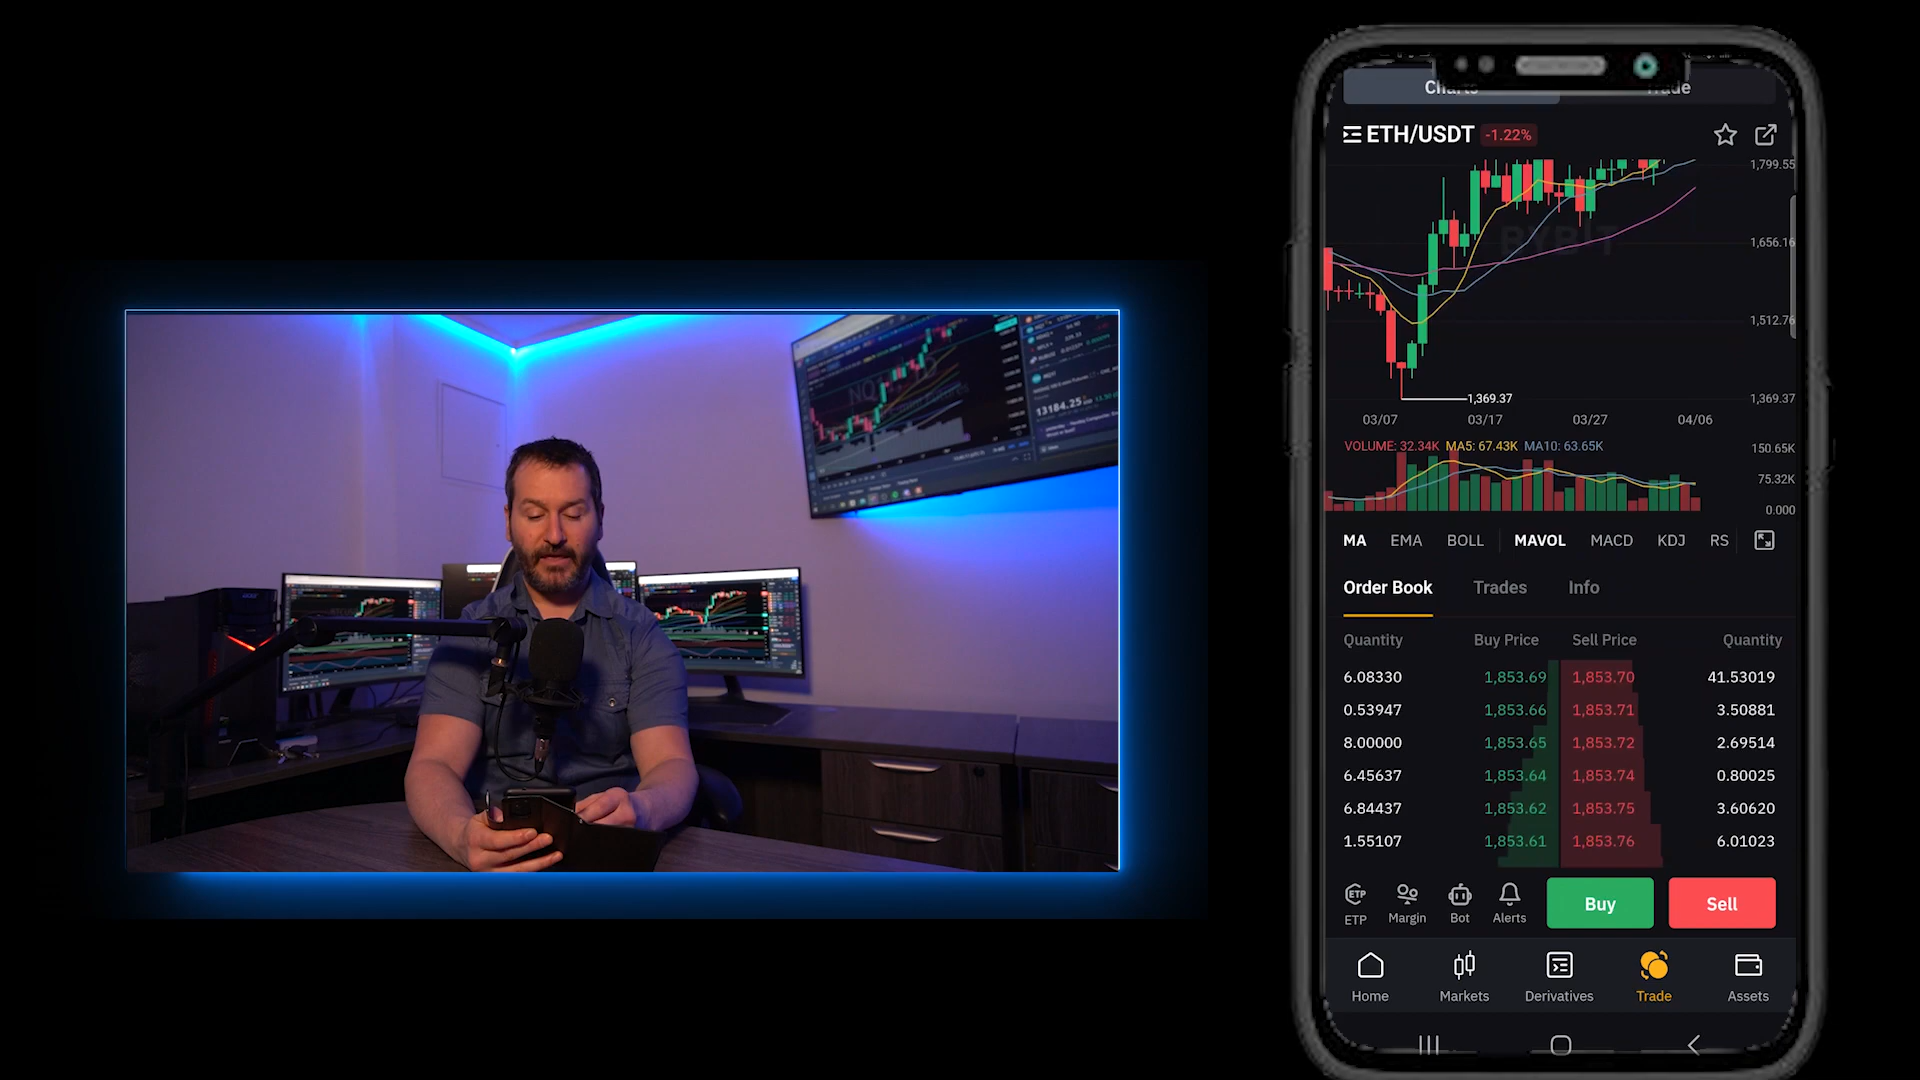 Charts Trade
ETH/USDT -1.22%
1,799.55
BYBIT
1,656.16
1,512.76
1,369.37 1,369.37
03/07 03/17 03/27 04/06
VOLUME: 32.34K MA5: 67.43K MA10: 63.65K 150.65K
75.32K
0.000
MA EMA BOLL MAVOL MACD KDJ RS
Order Book Trades Info
Quantity Buy Price Sell Price Quantity
6.08330 1,853.69 1,853.70 41.53019
0.53947 1,853.66 1,853.71 3.50881
8.00000 1,853.65 1,853.72 2.69514
6.45637 1,853.64 1,853.74 0.80025
6.84437 1,853.62 1,853.75 3.60620
1.55107 1,853.61 1,853.76 6.01023
ETP
ETP Margin Bot Alerts Buy Sell
Home Markets Derivatives Trade Assets
13184.25